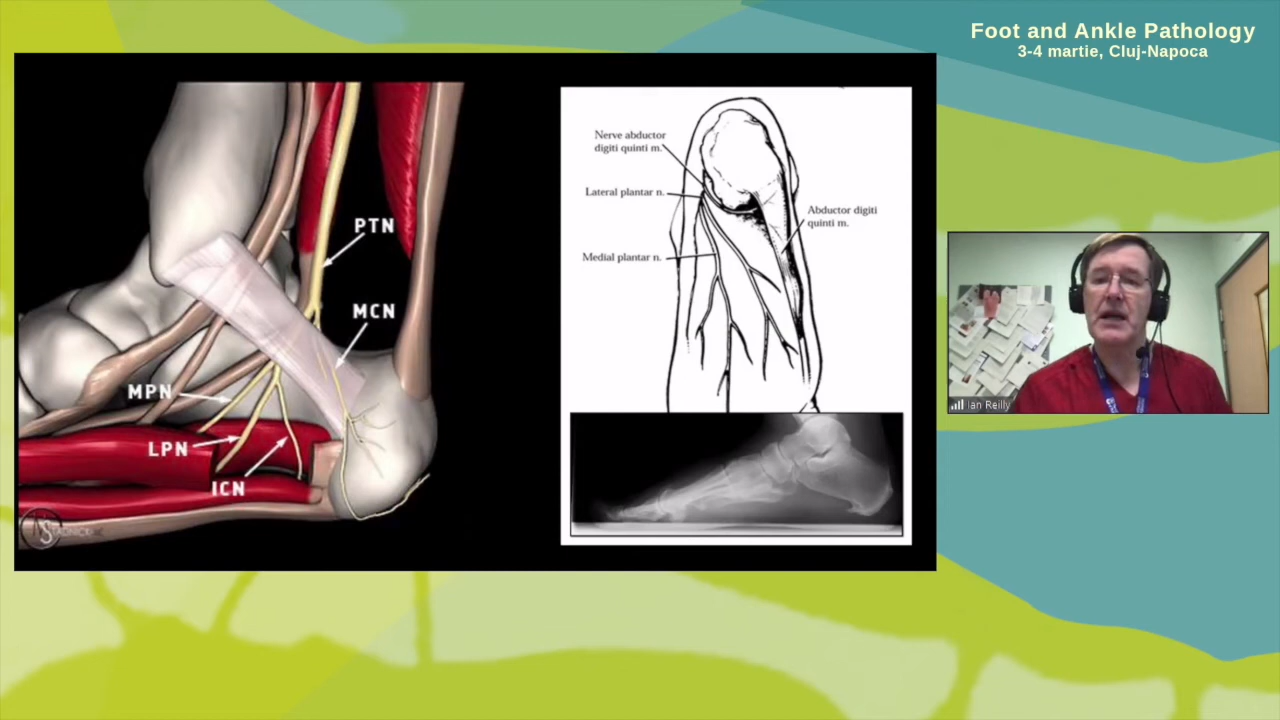 Foot and Ankle Pathology
3-4 martie, Cluj-Napoca
PTN
MCN
MPN
LPN
ICN
Nerve abductor
digiti quinti m.
Lateral plantar n.
Medial plantar n.
Abductor digiti
quinti m.
Ian Reilly